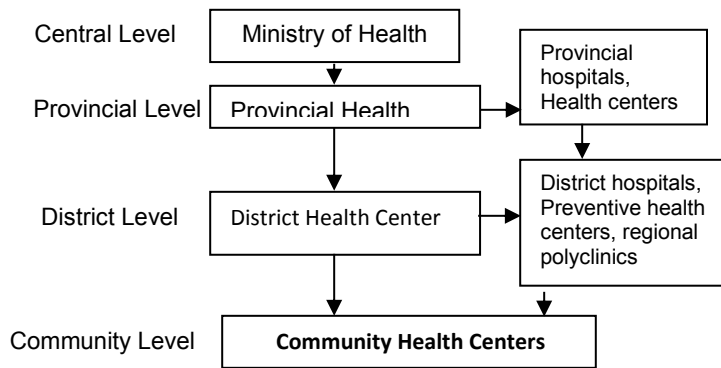 Central Level
Ministry of Health
Provincial Level
Provincial Health
Provincial
hospitals,
Health centers
District Level
District Health Center
District hospitals,
Preventive health
centers, regional
polyclinics
Community Level
Community Health Centers